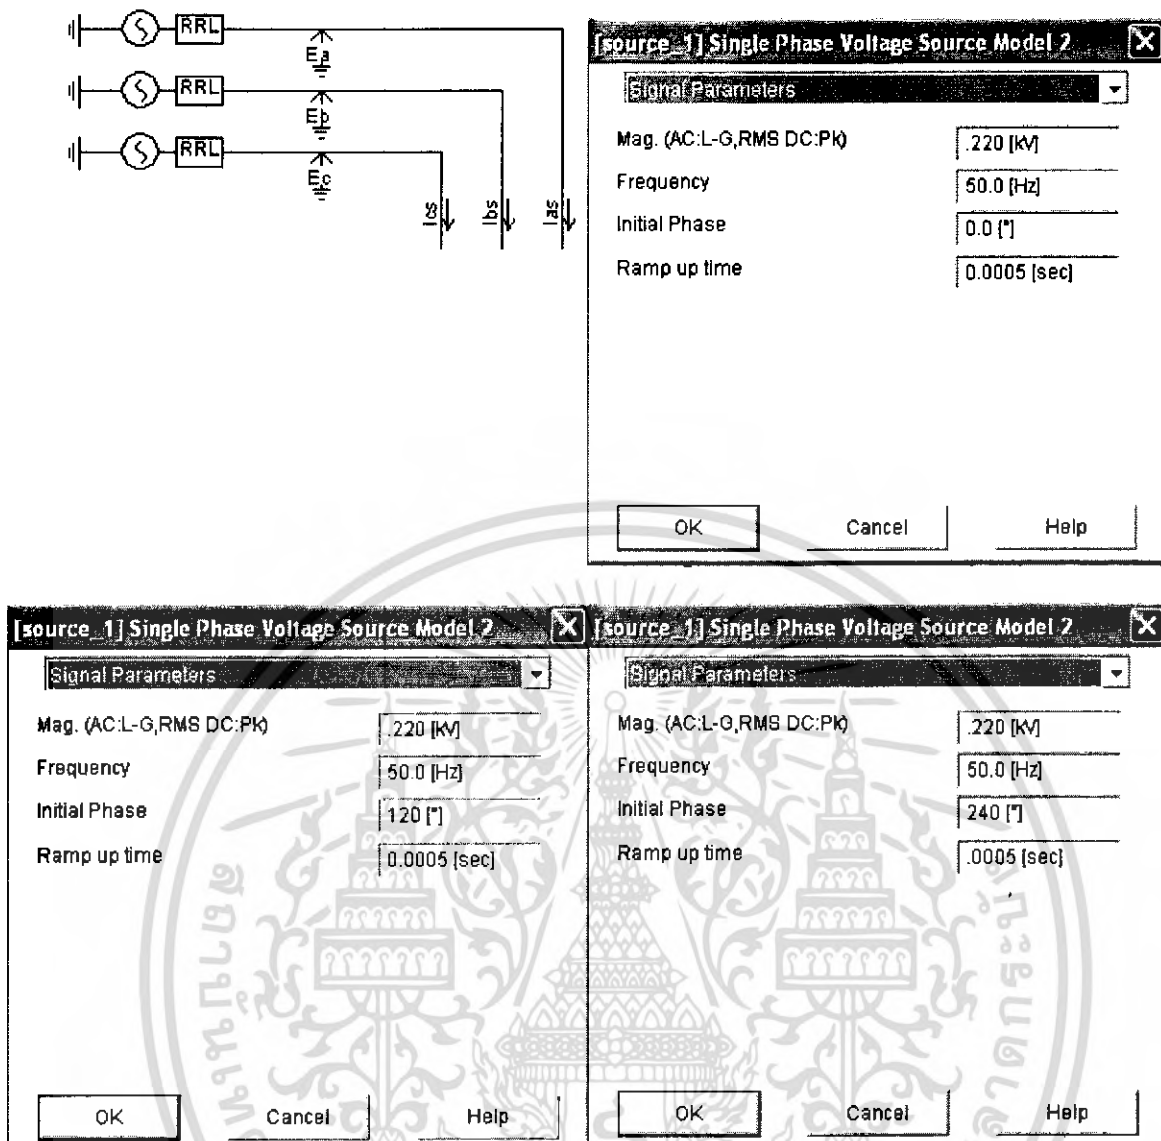 RRL
Ea
RRL
Eb
RRL
Ec
Ics
Ibs
Ias
[source_1] Single Phase Voltage Source Model 2
Signal Parameters
Mag. (AC:L-G,RMS DC:Pk) .220 [kV]
Frequency 50.0 [Hz]
Initial Phase 0.0 [°]
Ramp up time 0.0005 [sec]
OK Cancel Help
[source_1] Single Phase Voltage Source Model 2
Signal Parameters
Mag. (AC:L-G,RMS DC:Pk) .220 [kV]
Frequency 50.0 [Hz]
Initial Phase 120 [°]
Ramp up time 0.0005 [sec]
OK Cancel Help
[source_1] Single Phase Voltage Source Model 2
Signal Parameters
Mag. (AC:L-G,RMS DC:Pk) .220 [kV]
Frequency 50.0 [Hz]
Initial Phase 240 [°]
Ramp up time .0005 [sec]
OK Cancel Help